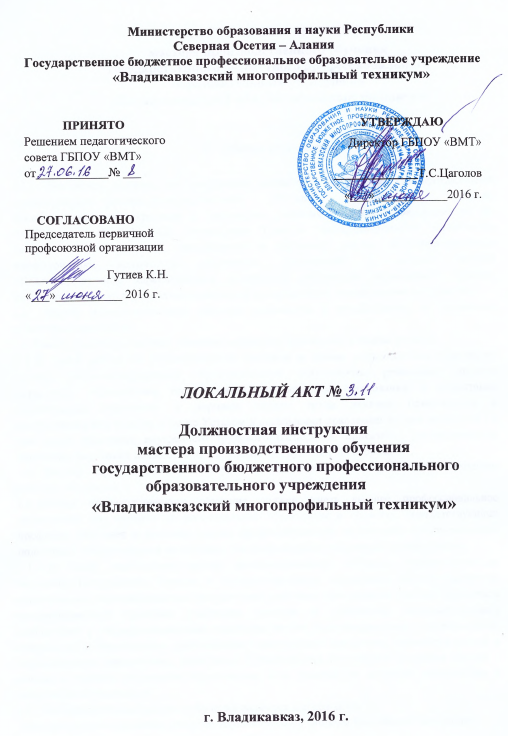 Министерство образования и науки Республики
Северная Осетия – Алания
Государственное бюджетное профессиональное образовательное учреждение
«Владикавказский многопрофильный техникум»
ПРИНЯТО
Решением педагогического
совета ГБПОУ «ВМТ»
от 27.06.16 № 8
УТВЕРЖДАЮ
Директор ГБПОУ «ВМТ»
Г.С.Цаголов
июня 2016 г.
СОГЛАСОВАНО
Председатель первичной
профсоюзной организации
Гутиев К.Н.
«27» июня 2016 г.
ЛОКАЛЬНЫЙ АКТ № 3.11
Должностная инструкция
мастера производственного обучения
государственного бюджетного профессионального
образовательного учреждения
«Владикавказский многопрофильный техникум»
г. Владикавказ, 2016 г.